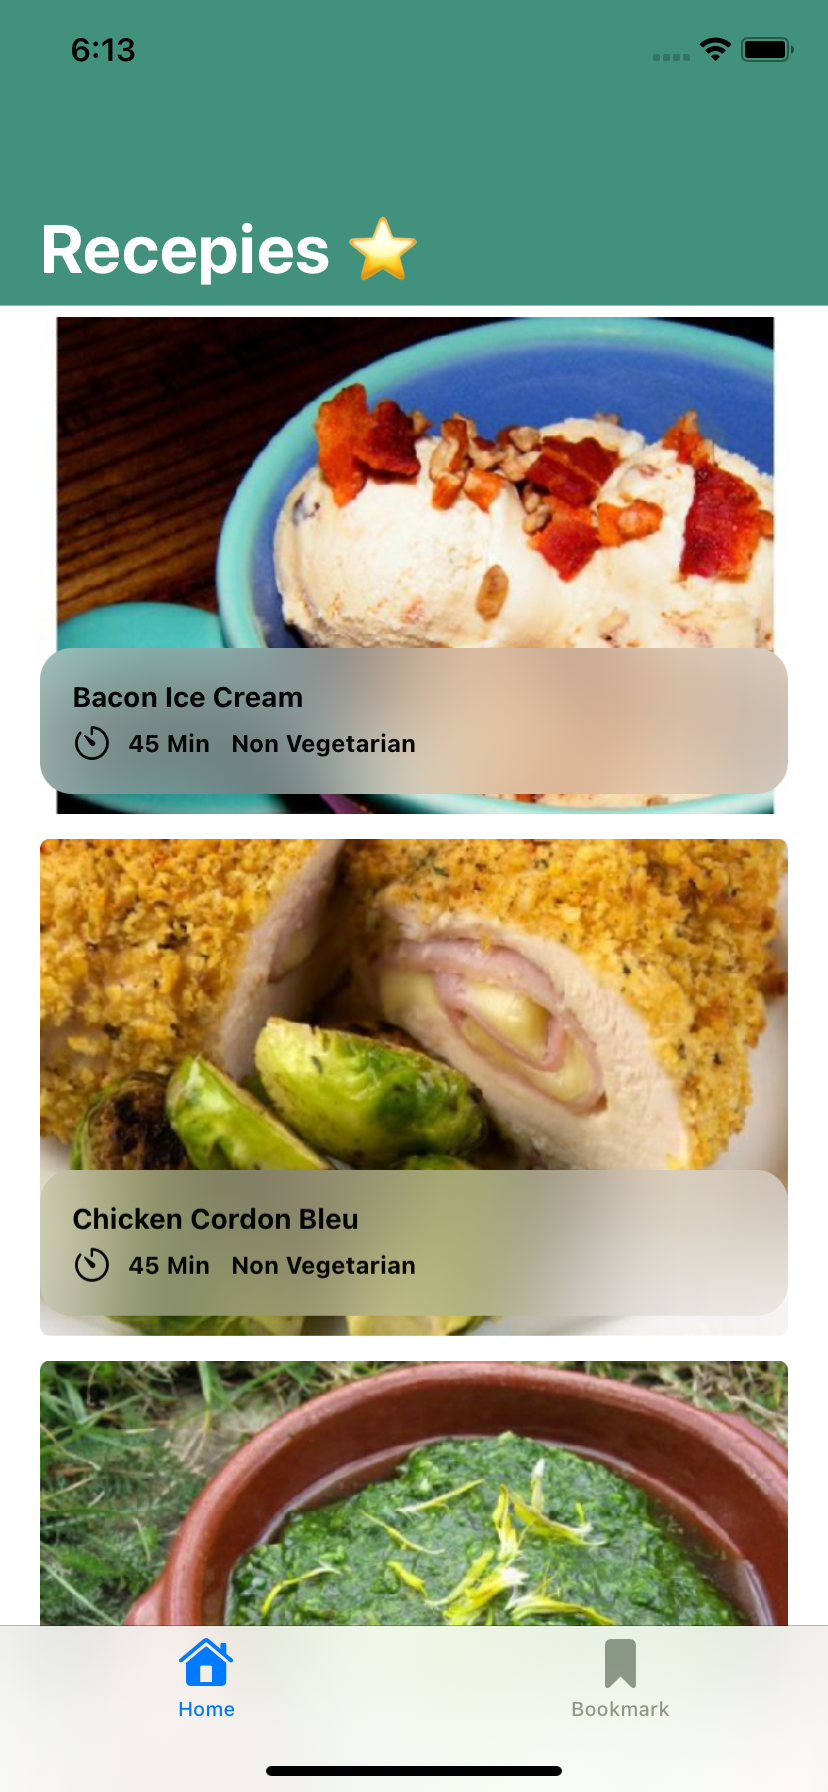 6:13
Recepies ⭐
Bacon Ice Cream
45 Min Non Vegetarian
Chicken Cordon Bleu
45 Min Non Vegetarian
Home Bookmark